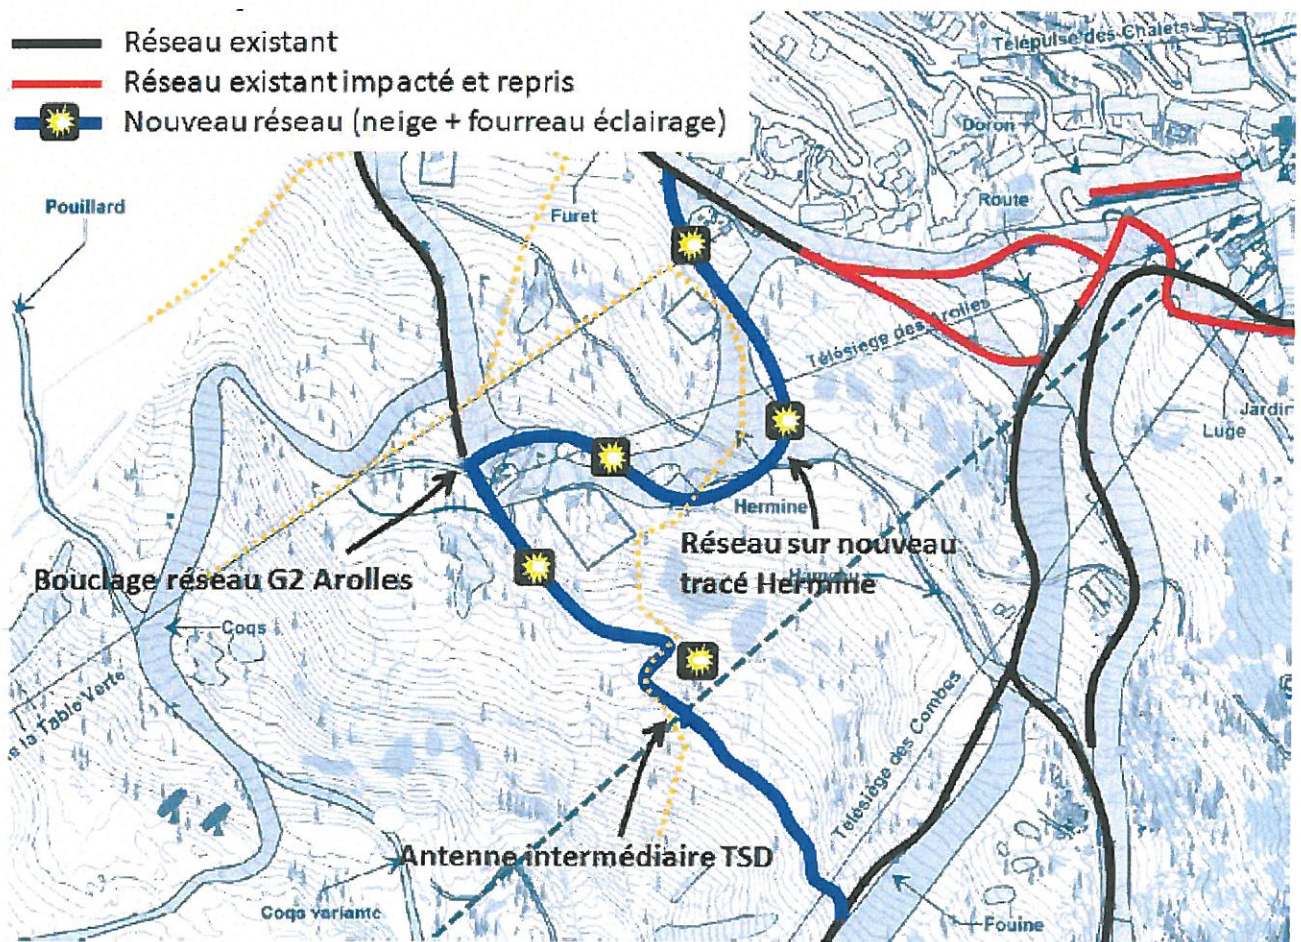 Réseau existant
Réseau existant impacté et repris
Nouveau réseau (neige + fourreau éclairage)
Télépulse des Chalets
Doron
Pouillard
Furet
Route
Télésiège des Arolles
Jardin
Luge
Hermine
Réseau sur nouveau
tracé Hermine
Bouclage réseau G2 Arolles
Coqs
e la Table Verte
Télésiège des Combes
Antenne intermédiaire TSD
Coqs variante
Fouine